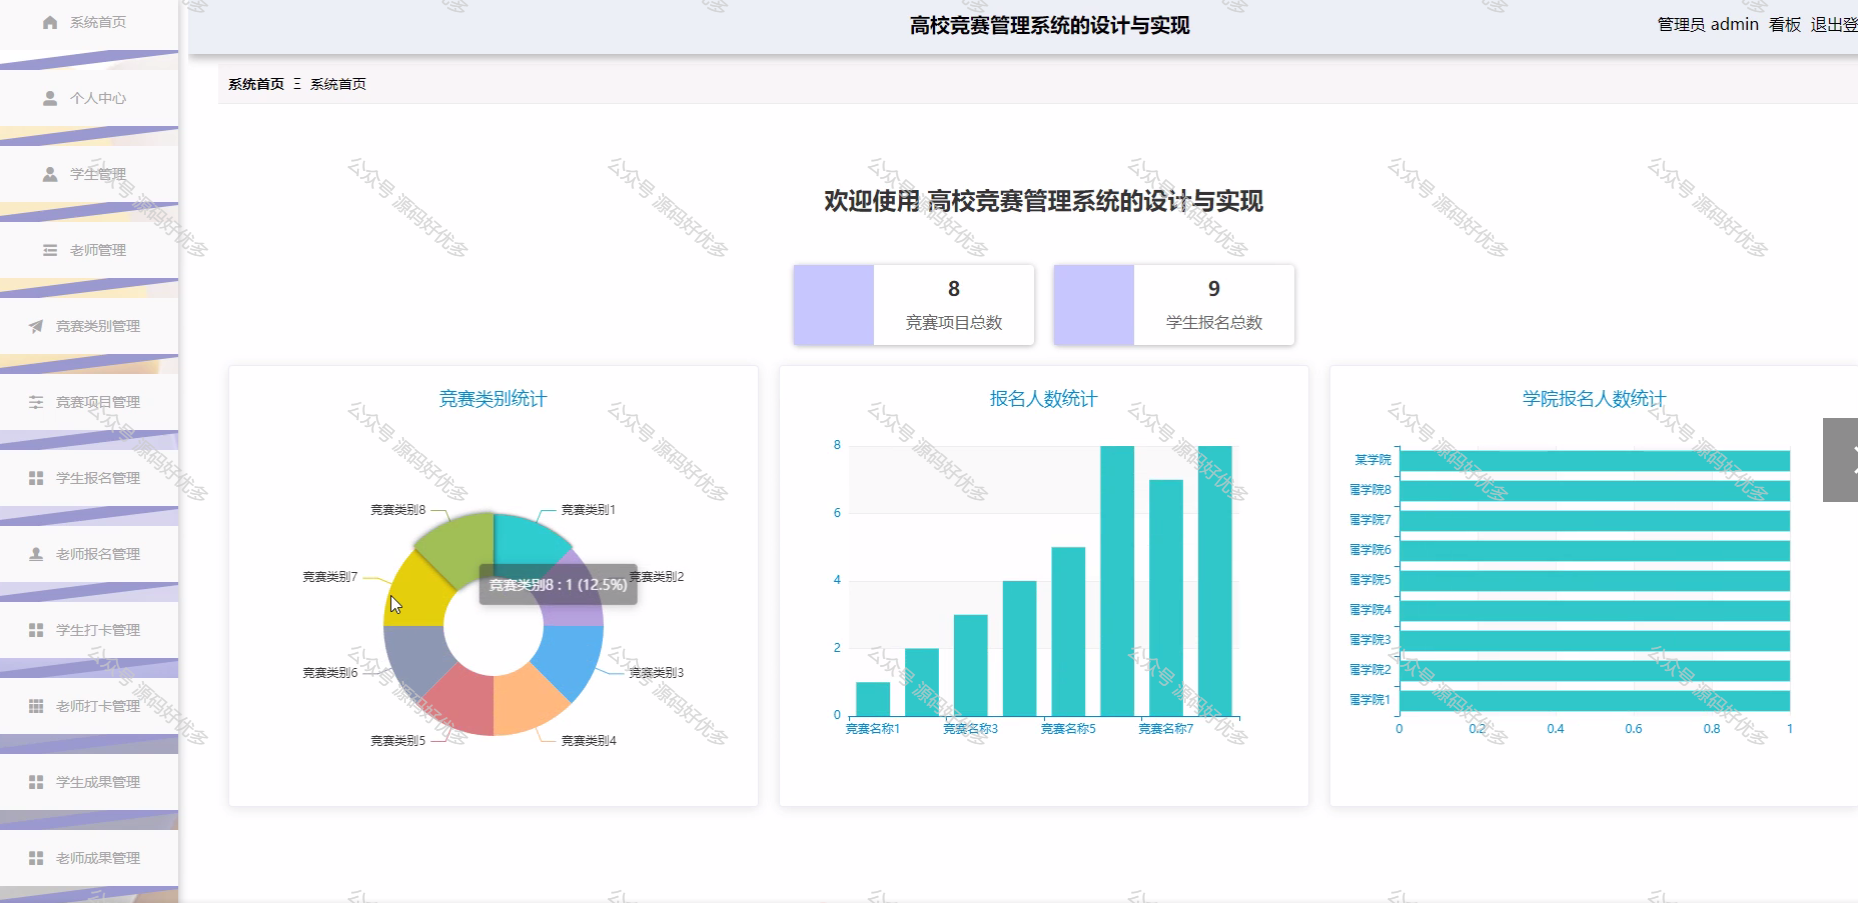 系统首页
个人中心
学生管理
老师管理
竞赛类别管理
竞赛项目管理
学生报名管理
老师报名管理
学生打卡管理
老师打卡管理
学生成果管理
老师成果管理
高校竞赛管理系统的设计与实现
管理员 admin 看板 退出登
系统首页 Ξ 系统首页
欢迎使用 高校竞赛管理系统的设计与实现
8
竞赛项目总数
9
学生报名总数
竞赛类别统计
竞赛类别8
竞赛类别1
竞赛类别7
竞赛类别8 : 1 (12.5%)
竞赛类别2
竞赛类别6
竞赛类别3
竞赛类别5
竞赛类别4
报名人数统计
8
6
4
2
0
竞赛名称1 竞赛名称3 竞赛名称5 竞赛名称7
学院报名人数统计
某学院
学院8
学院7
学院6
学院5
学院4
学院3
学院2
学院1
0 0.2 0.4 0.6 0.8 1
公众号 源码好优多